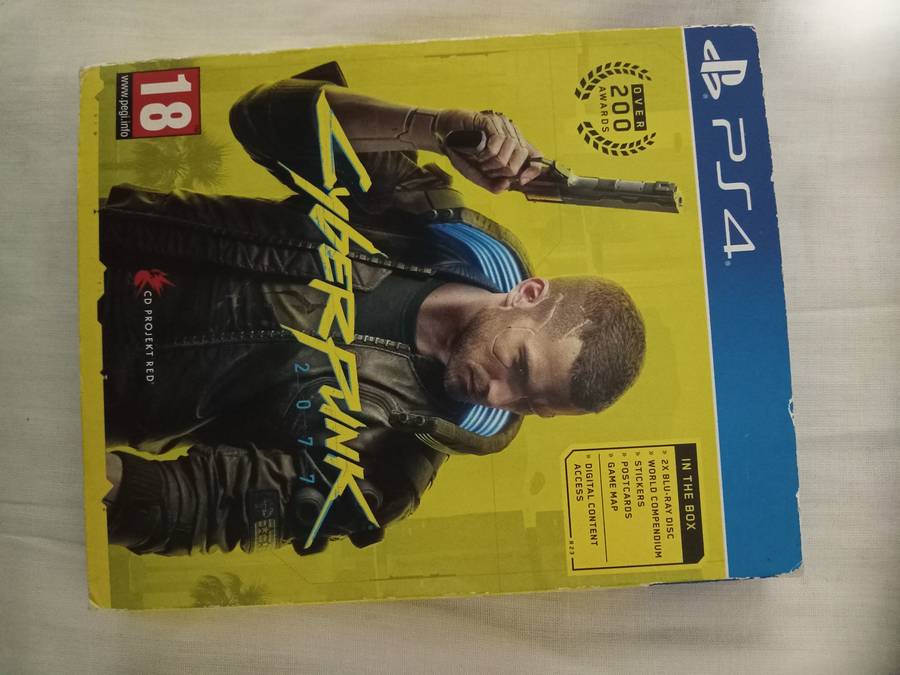 PS4
OVER
200
AWARDS
IN THE BOX
» 2X BLU-RAY DISC
» WORLD COMPENDIUM
» STICKERS
» POSTCARDS
» GAME MAP
» DIGITAL CONTENT
ACCESS
CYBERPUNK
2077
18
www.pegi.info
CD PROJEKT RED